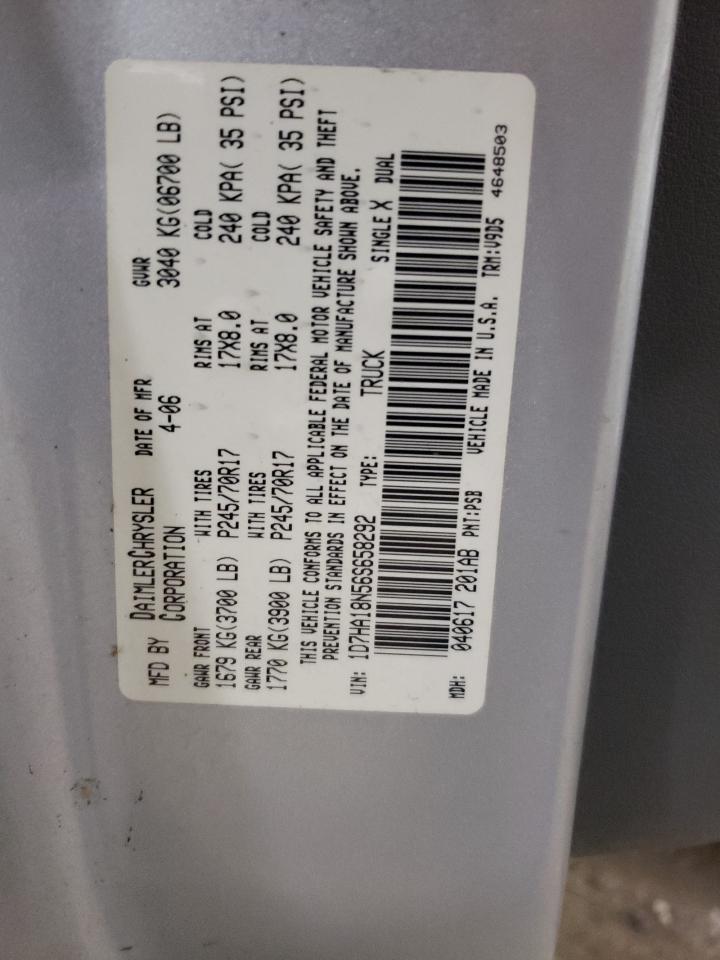 MFD BY DAIMLERCHRYSLER CORPORATION
DATE OF MFR
4-06
GVWR
3040 KG(06700 LB)
GAWR FRONT WITH TIRES RIMS AT COLD
1679 KG(3700 LB) P245/70R17 17X8.0 240 KPA( 35 PSI)
GAWR REAR WITH TIRES RIMS AT COLD
1770 KG(3900 LB) P245/70R17 17X8.0 240 KPA( 35 PSI)
THIS VEHICLE CONFORMS TO ALL APPLICABLE FEDERAL MOTOR VEHICLE SAFETY AND THEFT
PREVENTION STANDARDS IN EFFECT ON THE DATE OF MANUFACTURE SHOWN ABOVE.
VIN: 1D7HA18N56S658292 TYPE: TRUCK SINGLE X DUAL
MDH: 040617 201AB PNT:PSB VEHICLE MADE IN U.S.A. TRM:V9D5
4648503